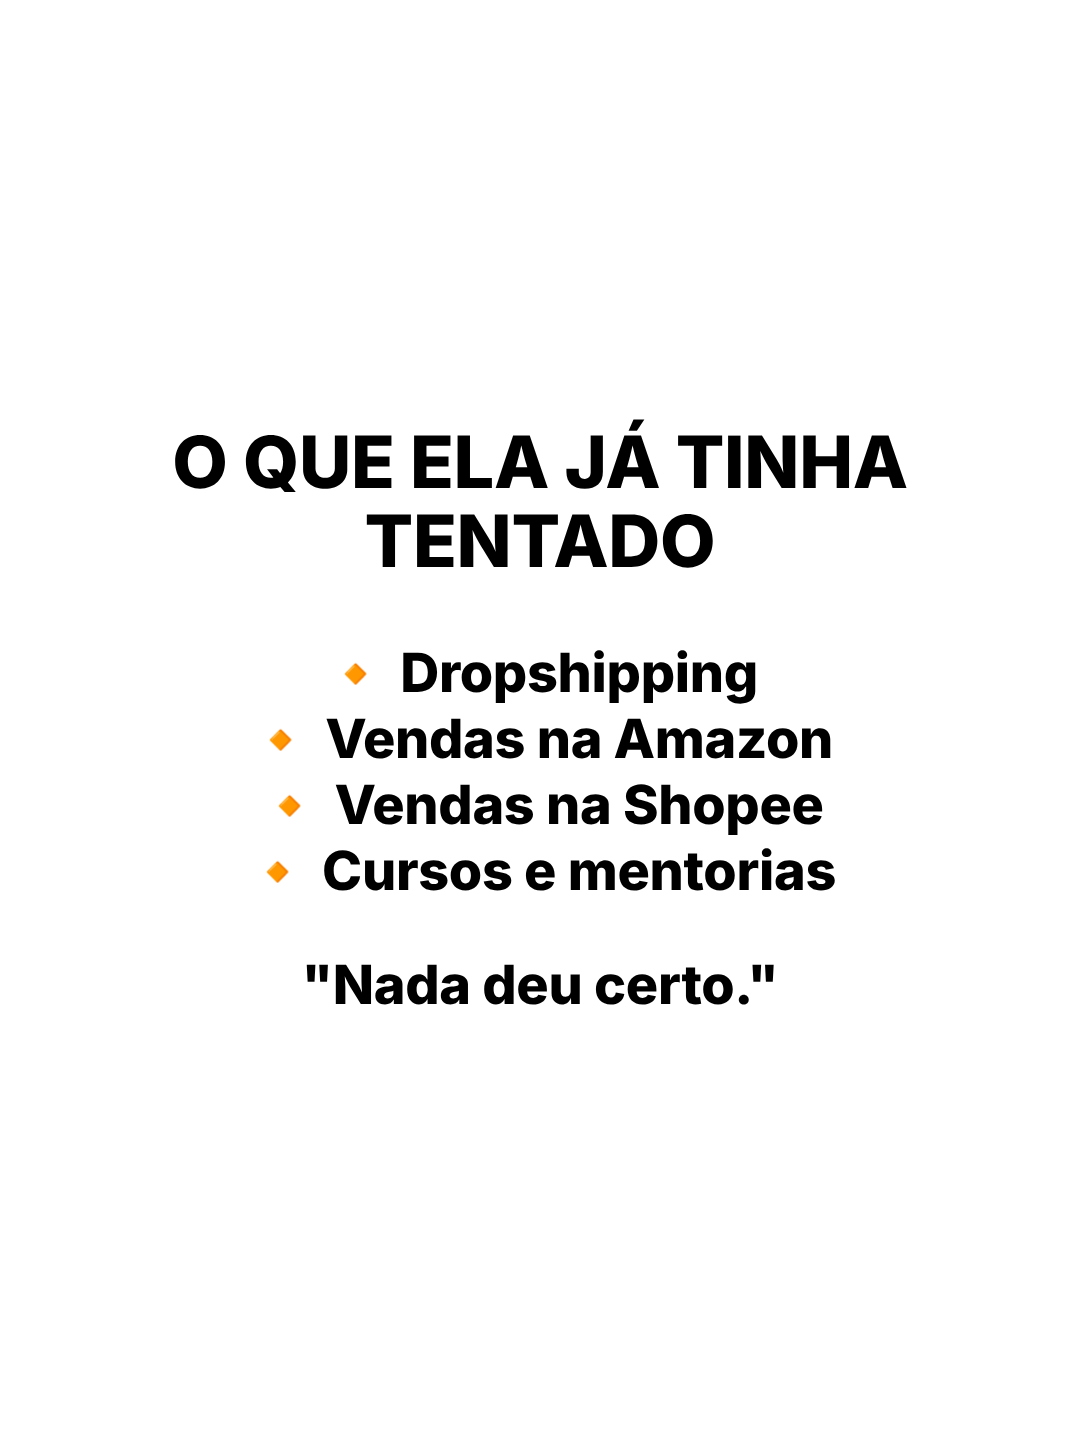 O QUE ELA JÁ TINHA
TENTADO
🔸 Dropshipping
🔸 Vendas na Amazon
🔸 Vendas na Shopee
🔸 Cursos e mentorias
"Nada deu certo."